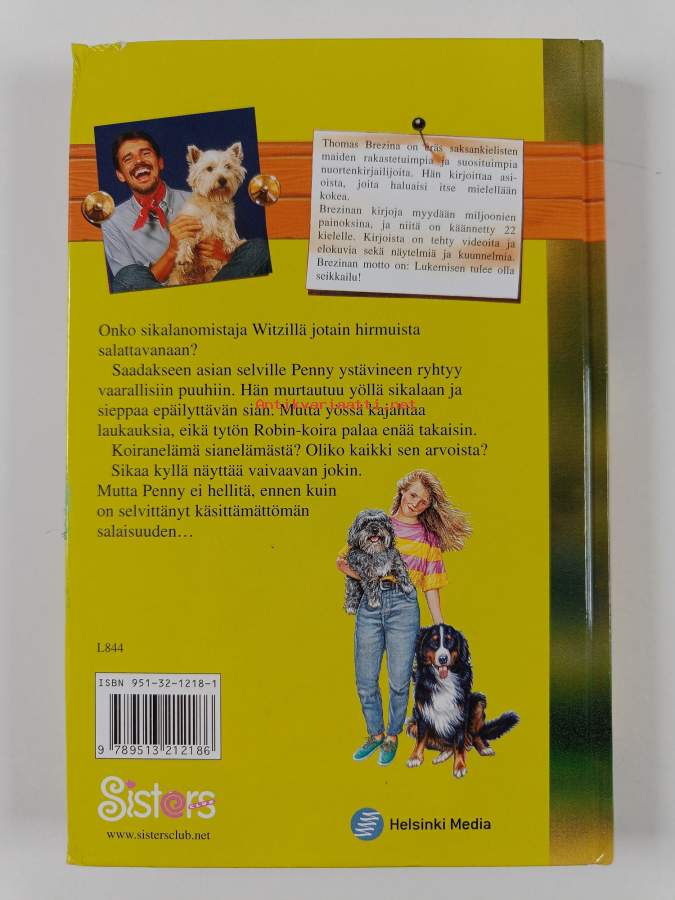 Thomas Brezina on eräs saksankielisten
maiden rakastetuimpia ja suosituimpia
nuortenkirjailijoita. Hän kirjoittaa asi-
oista, joita haluaisi itse mielellään
kokea.
Brezinan kirjoja myydään miljoonien
painoksina, ja niitä on käännetty 22
kielelle. Kirjoista on tehty videoita ja
elokuvia sekä näytelmiä ja kuunnelmia.
Brezinan motto on: Lukemisen tulee olla
seikkailu!
Onko sikalanomistaja Witzillä jotain hirmuista
salattavanaan?
Saadakseen asian selville Penny ystävineen ryhtyy
vaarallisiin puuhiin. Hän murtautuu yöllä sikalaan ja
sieppaa epäilyttävän sian. Mutta yössä kajahtaa
Antikvariaatti.net
laukauksia, eikä tytön Robin-koira palaa enää takaisin.
Koiranelämä sianelämästä? Oliko kaikki sen arvoista?
Sikaa kyllä näyttää vaivaavan jokin.
Mutta Penny ei hellitä, ennen kuin
on selvittänyt käsittämättömän
salaisuuden…
L844
ISBN 951-32-1218-1
9 789513 212186
Sisters
CLUB
www.sistersclub.net
Helsinki Media